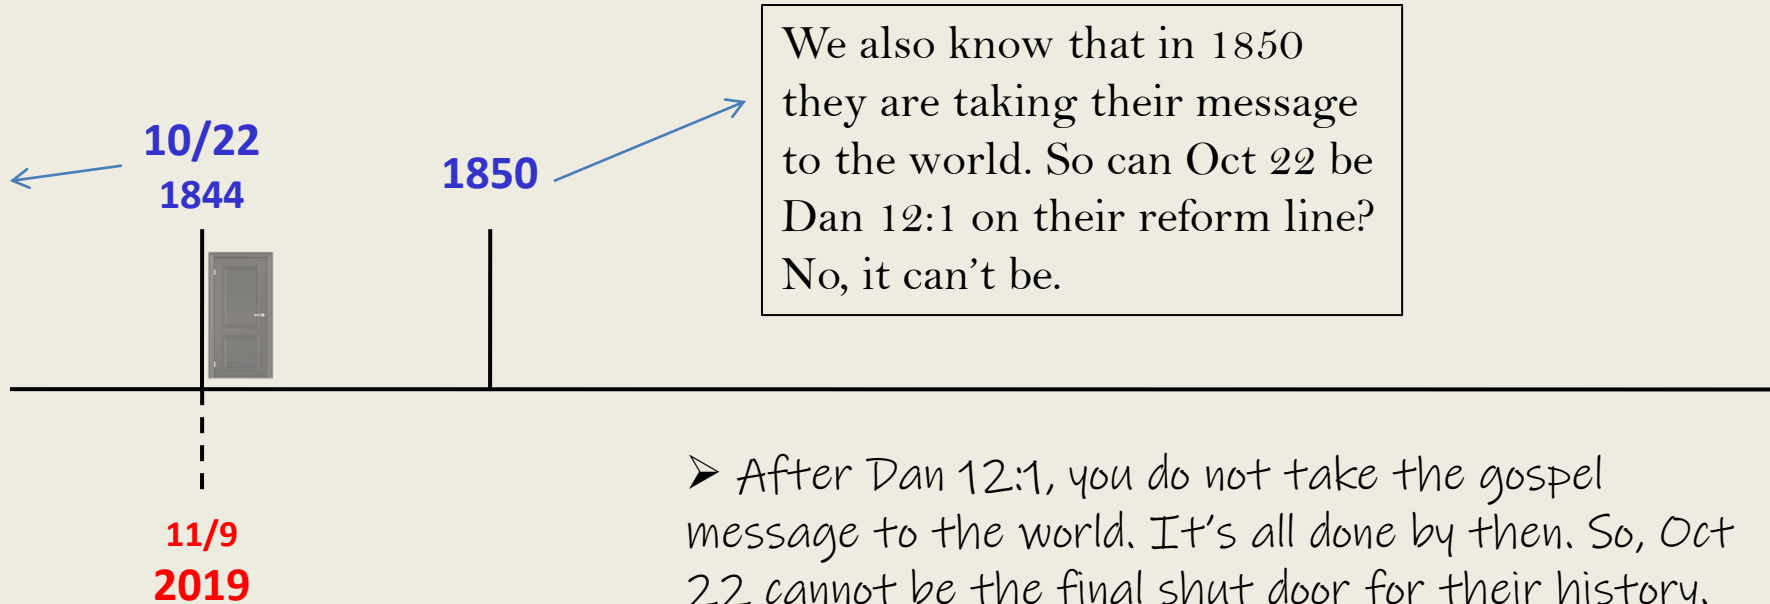 We also know that in 1850
they are taking their message
to the world. So can Oct 22 be
Dan 12:1 on their reform line?
No, it can’t be.
10/22
1844
1850
11/9
2019
➢ After Dan 12:1, you do not take the gospel
message to the world. It’s all done by then. So, Oct
22 cannot be the final shut door for their history.